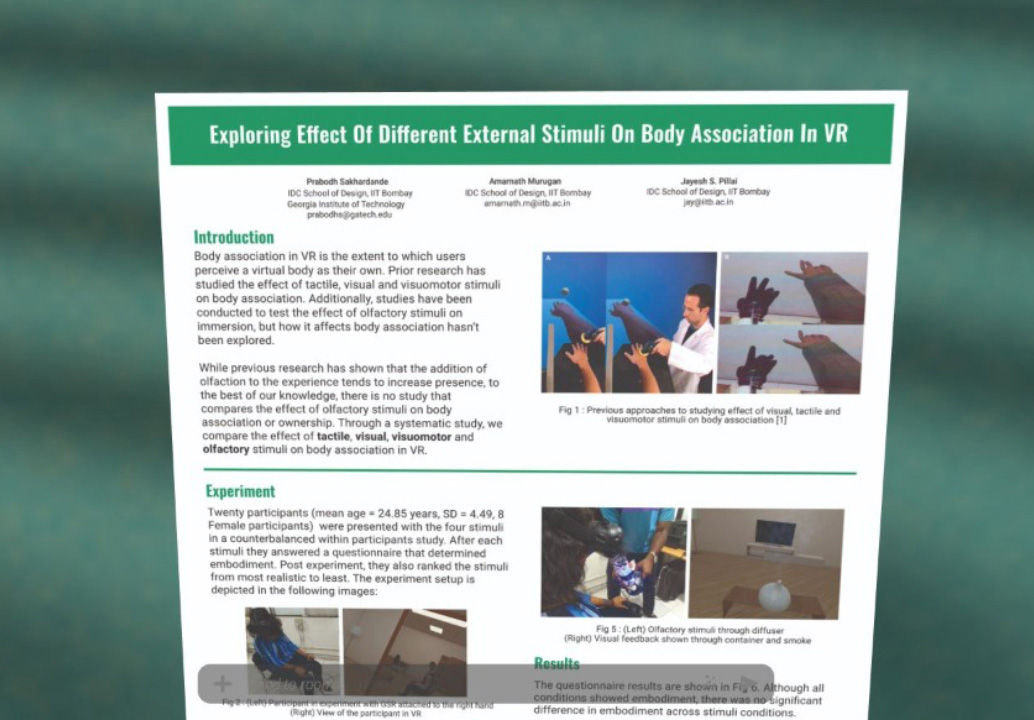 Exploring Effect Of Different External Stimuli On Body Association In VR
Prabodh Sakhardande
IDC School of Design, IIT Bombay
Georgia Institute of Technology
prabodhs@gatech.edu
Amarnath Murugan
IDC School of Design, IIT Bombay
amarnath.m@iitb.ac.in
Jayesh S. Pillai
IDC School of Design, IIT Bombay
jay@iitb.ac.in
Introduction
Body association in VR is the extent to which users
perceive a virtual body as their own. Prior research has
studied the effect of tactile, visual and visuomotor stimuli
on body association. Additionally, studies have been
conducted to test the effect of olfactory stimuli on
immersion, but how it affects body association hasn't
been explored.
While previous research has shown that the addition of
olfaction to the experience tends to increase presence, to
the best of our knowledge, there is no study that
compares the effect of olfactory stimuli on body
association or ownership. Through a systematic study, we
compare the effect of tactile, visual, visuomotor and
olfactory stimuli on body association in VR.
A
B
Fig 1 : Previous approaches to studying effect of visual, tactile and
visuomotor stimuli on body association [1]
Experiment
Twenty participants (mean age = 24.85 years, SD = 4.49, 8
Female participants) were presented with the four stimuli
in a counterbalanced within participants study. After each
stimuli they answered a questionnaire that determined
embodiment. Post experiment, they also ranked the stimuli
from most realistic to least. The experiment setup is
depicted in the following images:
Fig 2 : (Left) Participant in experiment with GSR attached to the right hand
(Right) View of the participant in VR
Fig 5 : (Left) Olfactory stimuli through diffuser
(Right) Visual feedback shown through container and smoke
Results
The questionnaire results are shown in Fig 6. Although all
conditions showed embodiment, there was no significant
difference in embodiment across stimuli conditions.
to room